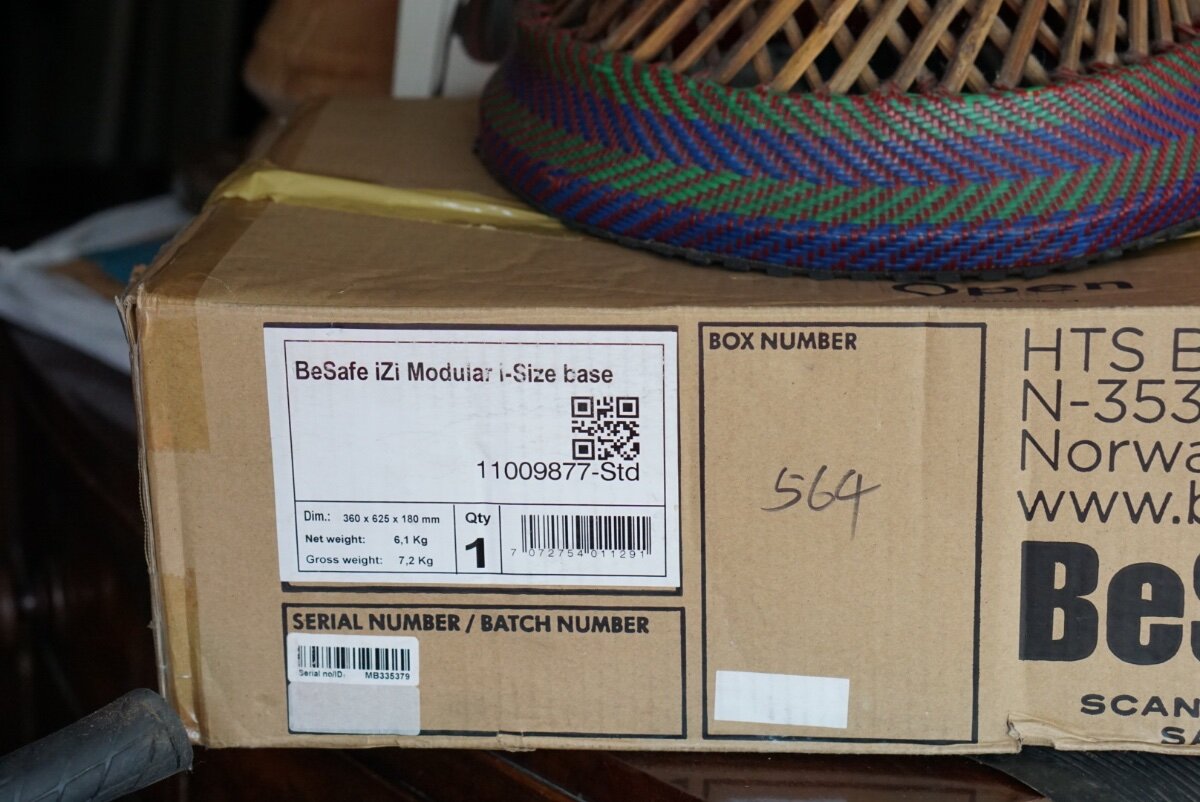 Open
BeSafe iZi Modular i-Size base
11009877-Std
Dim.: 360 x 625 x 180 mm
Net weight: 6,1 Kg
Gross weight: 7,2 Kg
Qty
1
7 072754 011291
SERIAL NUMBER / BATCH NUMBER
Serial no/ID: MB335379
BOX NUMBER
564
HTS B
N-353
Norwa
www.b
BeS
SCAN
SA